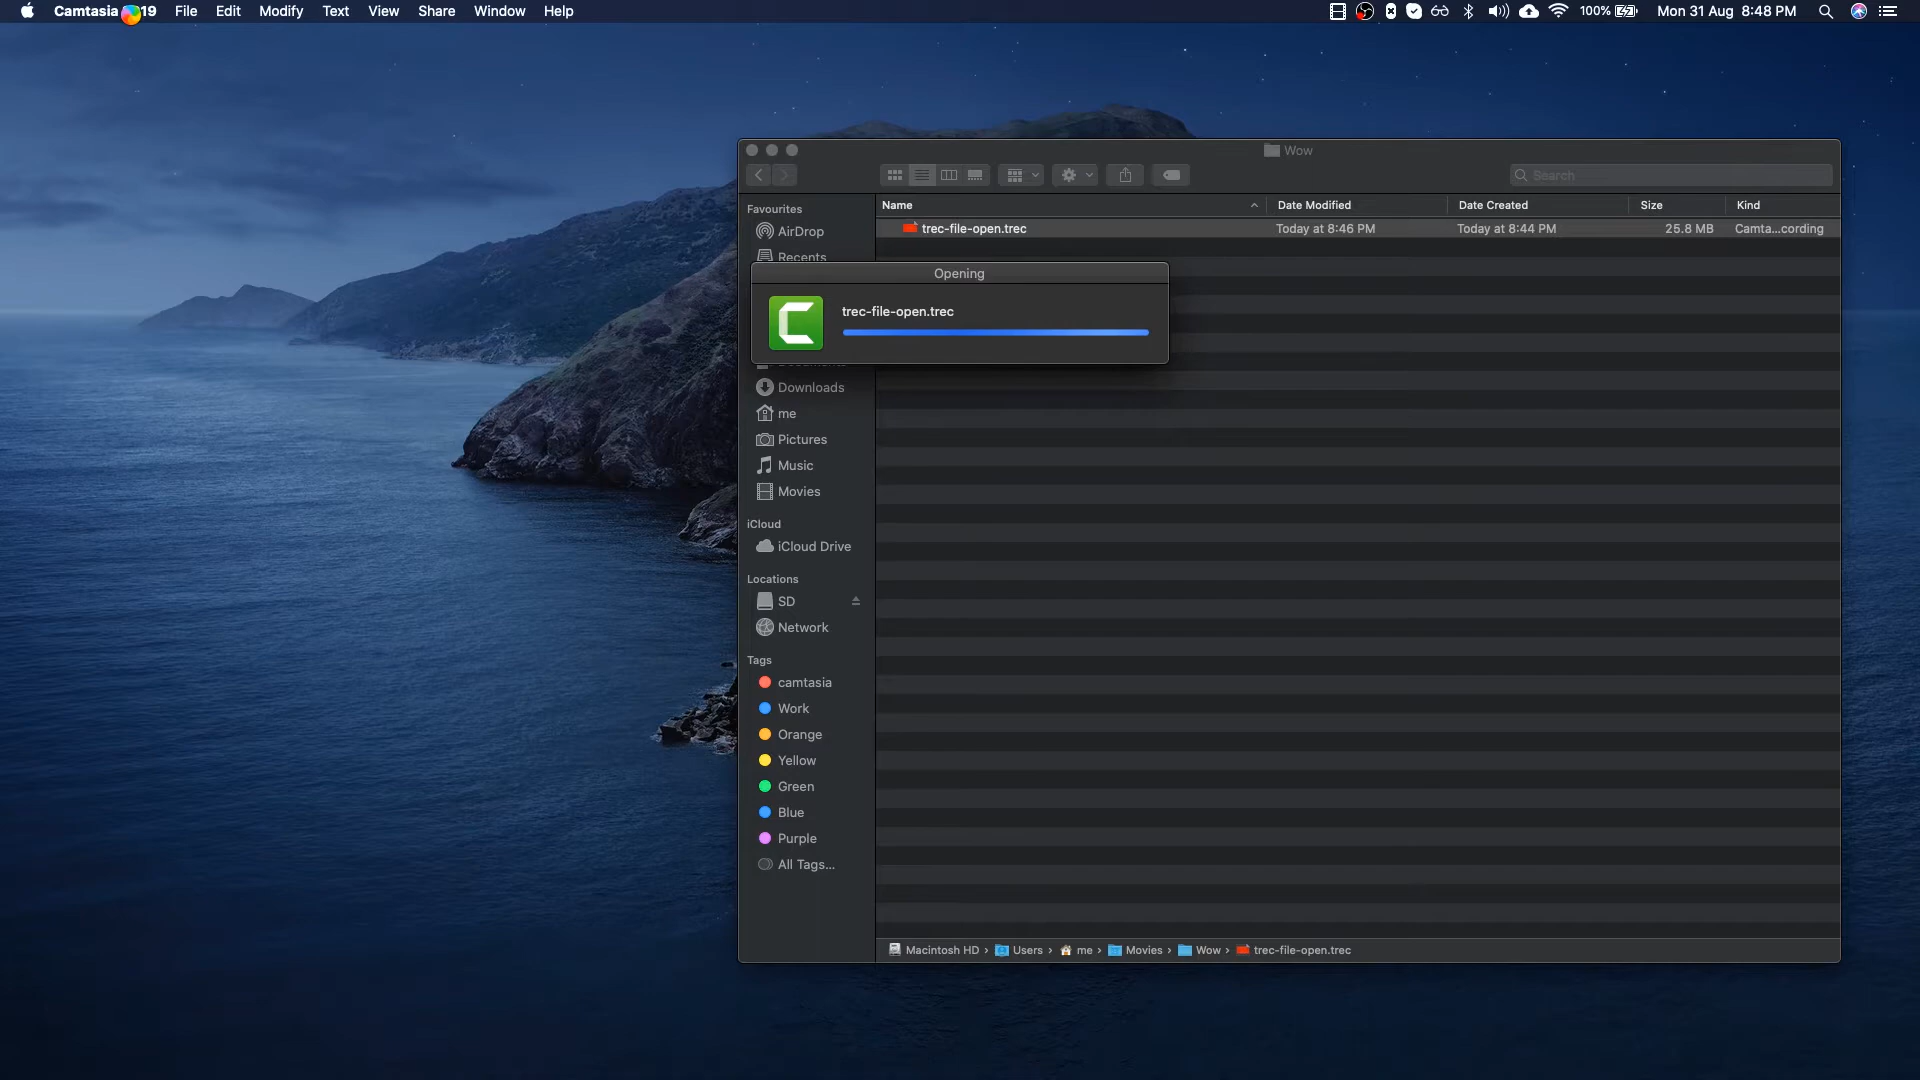 Camtasia 19 File Edit Modify Text View Share Window Help 100% Mon 31 Aug 8:48 PM
Wow
Search
Favourites
AirDrop
Recents
Downloads
me
Pictures
Music
Movies
iCloud
iCloud Drive
Locations
SD
Network
Tags
camtasia
Work
Orange
Yellow
Green
Blue
Purple
All Tags...
Name Date Modified Date Created Size Kind
trec-file-open.trec Today at 8:46 PM Today at 8:44 PM 25.8 MB Camta...cording
Opening
trec-file-open.trec
Macintosh HD › Users › me › Movies › Wow › trec-file-open.trec